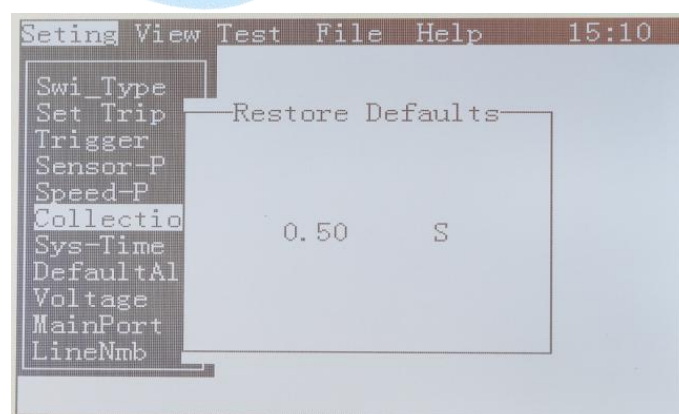 Seting View Test File Help 15:10
Swi_Type
Set Trip
Trigger
Sensor-P
Speed-P
Collectio
Sys-Time
DefaultAl
Voltage
MainPort
LineNmb
Restore Defaults
0.50 S